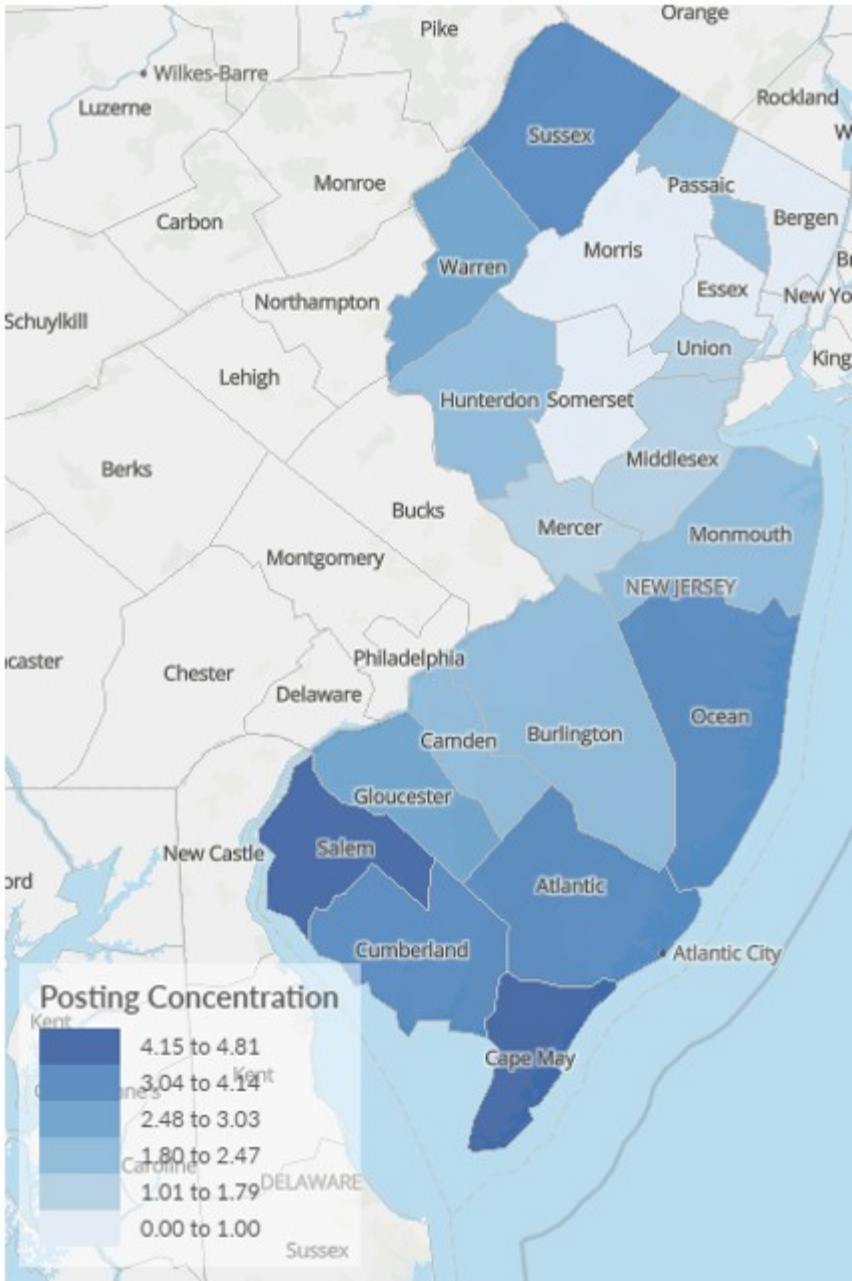 Pike
Orange
Wilkes-Barre
Luzerne
Rockland
Sussex
Monroe
Passaic
Carbon
Bergen
Morris
Warren
Essex
New Yo
Northampton
Schuylkill
Union
King
Lehigh
Hunterdon
Somerset
Middlesex
Berks
Bucks
Mercer
Monmouth
Montgomery
NEW JERSEY
Philadelphia
caster
Chester
Delaware
Ocean
Camden
Burlington
Gloucester
Salem
New Castle
ord
Atlantic
Cumberland
Atlantic City
Posting Concentration
Kent
4.15 to 4.81
Cape May
3.04 to 4.14
Kent
2.48 to 3.03
1.80 to 2.47
Caroline
1.01 to 1.79
DELAWARE
0.00 to 1.00
Sussex